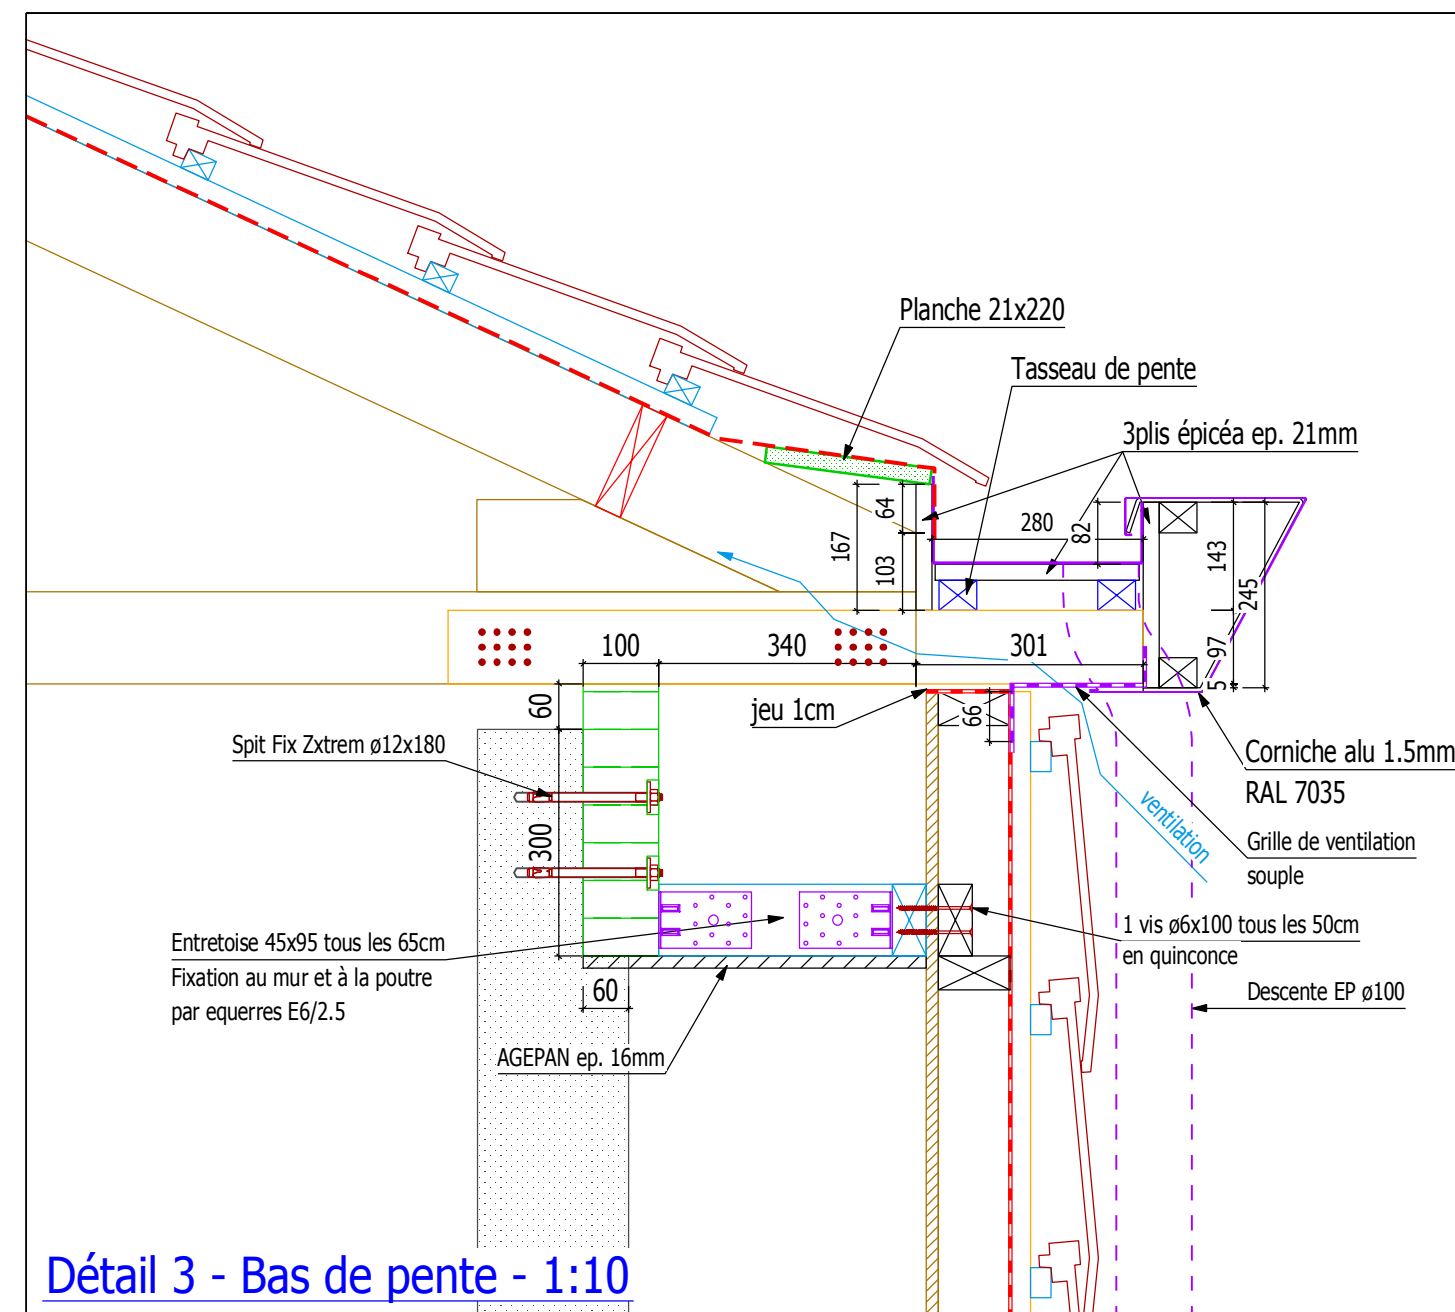 Planche 21x220
Tasseau de pente
3plis épicéa ep. 21mm
64
167
103
280
82
143
245
97
5
100
340
301
60
jeu 1cm
66
Spit Fix Zxtrem ø12x180
Corniche alu 1.5mm
RAL 7035
ventilation
300
Grille de ventilation
souple
Entretoise 45x95 tous les 65cm
Fixation au mur et à la poutre
par equerres E6/2.5
1 vis ø6x100 tous les 50cm
en quinconce
60
Descente EP ø100
AGEPAN ep. 16mm
Détail 3 - Bas de pente - 1:10